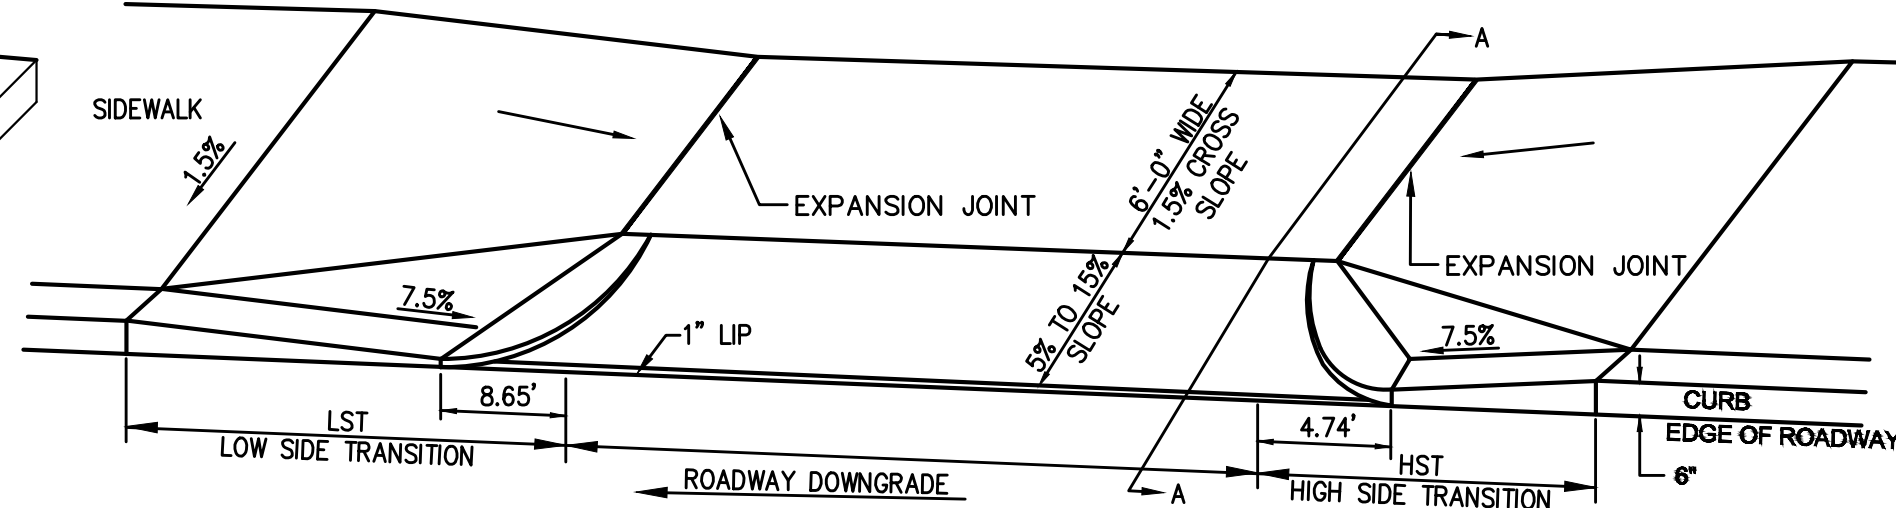 A
SIDEWALK
1.5%
6'-0" WIDE
1.5% CROSS
SLOPE
EXPANSION JOINT
EXPANSION JOINT
7.5%
5% TO 15%
SLOPE
1" LIP
7.5%
8.65'
4.74'
CURB
EDGE OF ROADWAY
LST
LOW SIDE TRANSITION
ROADWAY DOWNGRADE
A
HST
HIGH SIDE TRANSITION
6"